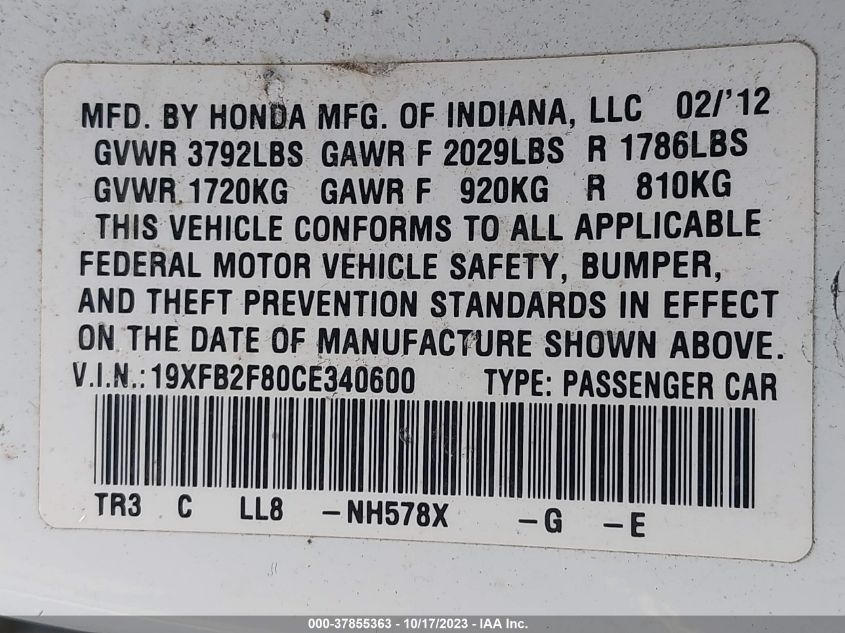 MFD. BY HONDA MFG. OF INDIANA, LLC 02/'12
GVWR 3792LBS GAWR F 2029LBS R 1786LBS
GVWR 1720KG GAWR F 920KG R 810KG
THIS VEHICLE CONFORMS TO ALL APPLICABLE
FEDERAL MOTOR VEHICLE SAFETY, BUMPER,
AND THEFT PREVENTION STANDARDS IN EFFECT
ON THE DATE OF MANUFACTURE SHOWN ABOVE.
V.I.N.: 19XFB2F80CE340600 TYPE: PASSENGER CAR
TR3 C LL8 -NH578X -G -E
000-37855363 - 10/17/2023 - IAA Inc.